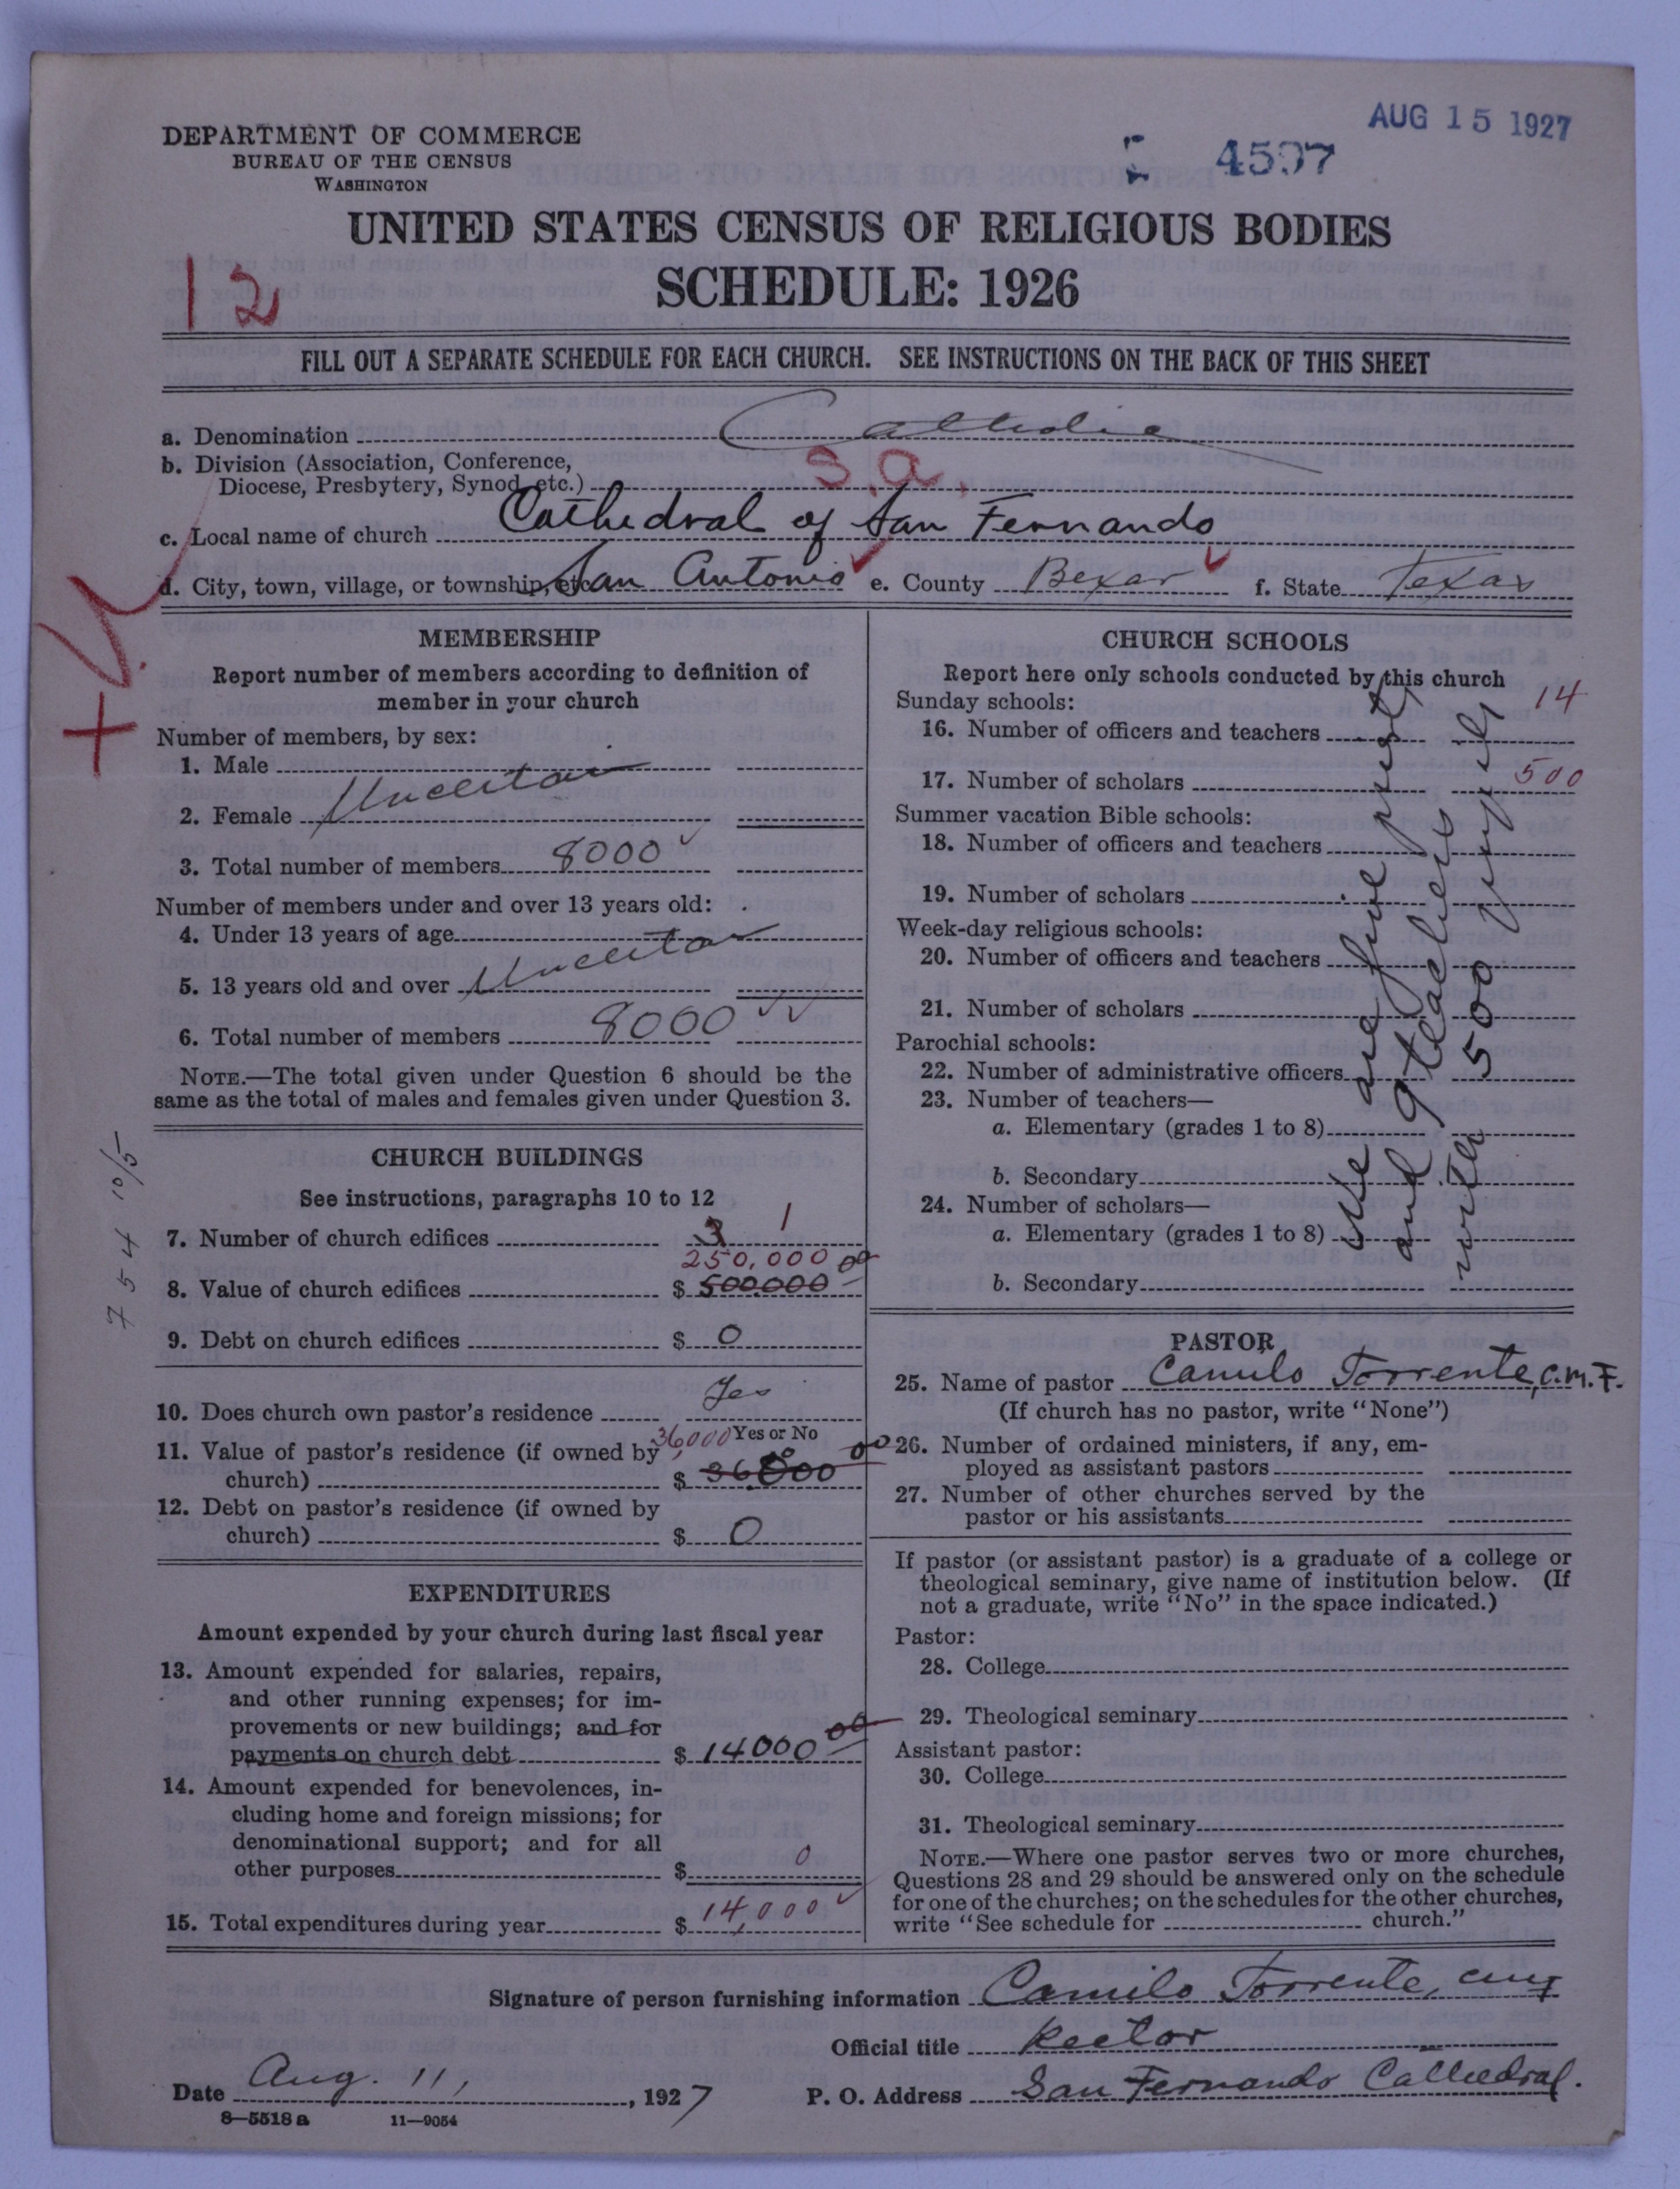 AUG 15 1927
DEPARTMENT OF COMMERCE
BUREAU OF THE CENSUS
WASHINGTON
4597
UNITED STATES CENSUS OF RELIGIOUS BODIES
SCHEDULE: 1926
12
FILL OUT A SEPARATE SCHEDULE FOR EACH CHURCH. SEE INSTRUCTIONS ON THE BACK OF THIS SHEET
a. Denomination Catholic
b. Division (Association, Conference,
Diocese, Presbytery, Synod, etc.) S.a.
c. Local name of church Cathedral of San Fernando
d. City, town, village, or township, etc. San Antonio e. County Bexar f. State Texas
MEMBERSHIP
Report number of members according to definition of
member in your church
Number of members, by sex:
1. Male
2. Female Uncertain
3. Total number of members 8000
Number of members under and over 13 years old:
4. Under 13 years of age
5. 13 years old and over Uncertain
6. Total number of members 8000
NOTE.—The total given under Question 6 should be the
same as the total of males and females given under Question 3.
754 10/5
CHURCH BUILDINGS
See instructions, paragraphs 10 to 12
7. Number of church edifices 3 1
250,000
8. Value of church edifices $ 500.000 00
9. Debt on church edifices $ 0
10. Does church own pastor's residence Yes
Yes or No
11. Value of pastor's residence (if owned by 36000
church) $ 36.000 00
12. Debt on pastor's residence (if owned by
church) $ 0
EXPENDITURES
Amount expended by your church during last fiscal year
13. Amount expended for salaries, repairs,
and other running expenses; for im-
provements or new buildings; and for
payments on church debt $ 14000 00
14. Amount expended for benevolences, in-
cluding home and foreign missions; for
denominational support; and for all
other purposes $ 0
15. Total expenditures during year $ 14,000
CHURCH SCHOOLS
Report here only schools conducted by this church
Sunday schools:
16. Number of officers and teachers 14
17. Number of scholars 500
Summer vacation Bible schools:
18. Number of officers and teachers
19. Number of scholars
Week-day religious schools:
20. Number of officers and teachers
21. Number of scholars
Parochial schools:
22. Number of administrative officers
23. Number of teachers—
a. Elementary (grades 1 to 8)
b. Secondary
24. Number of scholars—
a. Elementary (grades 1 to 8)
b. Secondary
We are five priests
and 9 teachers
with 500 pupils
PASTOR
25. Name of pastor Camilo Torrente, C.M.F.
(If church has no pastor, write "None")
26. Number of ordained ministers, if any, em-
ployed as assistant pastors
27. Number of other churches served by the
pastor or his assistants
If pastor (or assistant pastor) is a graduate of a college or
theological seminary, give name of institution below. (If
not a graduate, write "No" in the space indicated.)
Pastor:
28. College
29. Theological seminary
Assistant pastor:
30. College
31. Theological seminary
NOTE.—Where one pastor serves two or more churches,
Questions 28 and 29 should be answered only on the schedule
for one of the churches; on the schedules for the other churches,
write "See schedule for church."
Signature of person furnishing information Camilo Torrente, cmf
Official title Rector
Date Aug. 11, 1927 P. O. Address San Fernando Cathedral.
8—5518a 11—9054